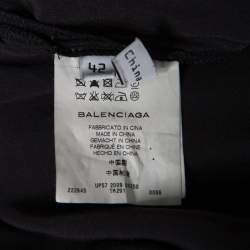 42
China
BALENCIAGA
FABBRICATO IN CINA
MADE IN CHINA
GEMACHT IN CHINA
FABRIQUÉ EN CHINE
HECHO EN CHINA
中国製
中国制造